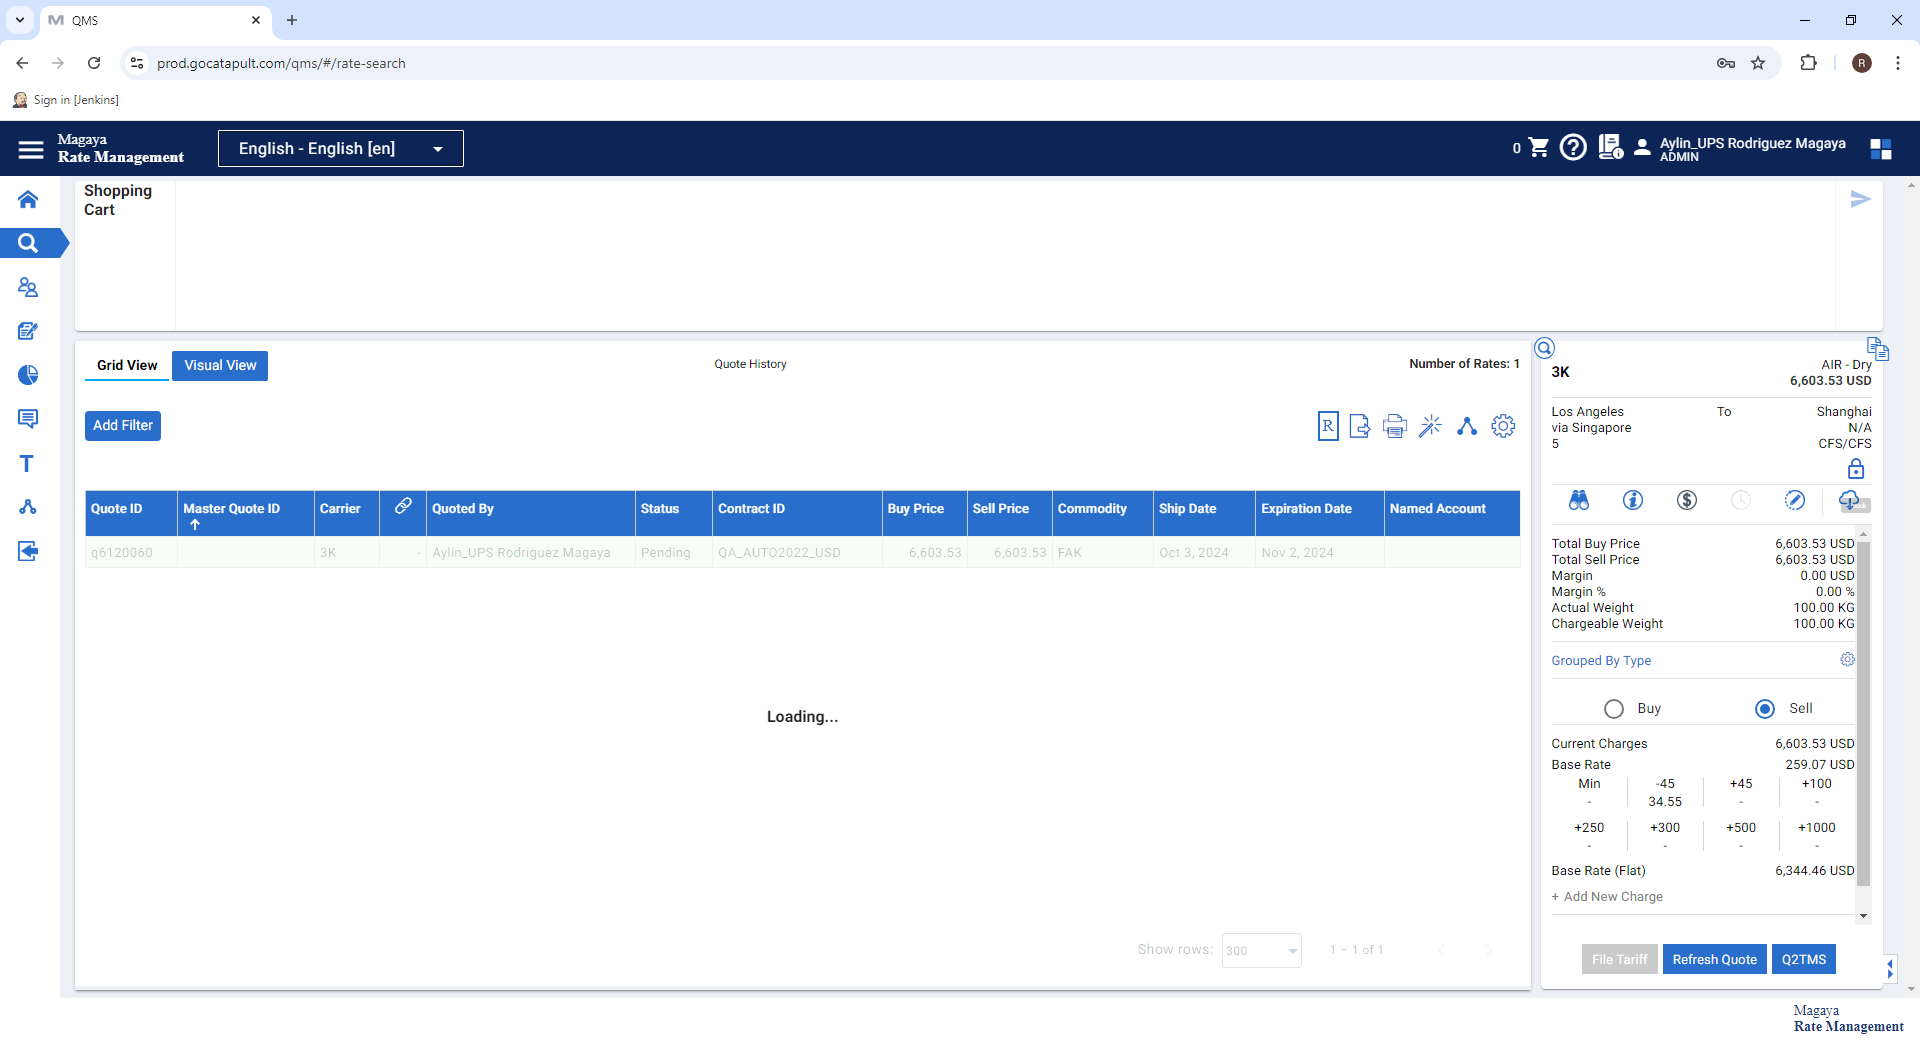 QMS
prod.gocatapult.com/qms/#/rate-search
R
Sign in [Jenkins]
Magaya
Rate Management
English - English [en]
0
Aylin_UPS Rodriguez Magaya
ADMIN
Shopping
Cart
Grid View
Visual View
Quote History
Number of Rates: 1
Add Filter
R
Quote ID
Master Quote ID
Carrier
Quoted By
Status
Contract ID
Buy Price
Sell Price
Commodity
Ship Date
Expiration Date
Named Account
q6120060
3K
-
Aylin_UPS Rodriguez Magaya
Pending
QA_AUTO2022_USD
6,603.53
6,603.53
FAK
Oct 3, 2024
Nov 2, 2024
Loading...
Show rows:
300
1 – 1 of 1
3K
AIR - Dry
6,603.53 USD
Los Angeles
To
Shanghai
via Singapore
N/A
5
CFS/CFS
Total Buy Price
6,603.53 USD
Total Sell Price
6,603.53 USD
Margin
0.00 USD
Margin %
0.00 %
Actual Weight
100.00 KG
Chargeable Weight
100.00 KG
Grouped By Type
Buy
Sell
Current Charges
6,603.53 USD
Base Rate
259.07 USD
Min
-45
+45
+100
-
34.55
-
-
+250
+300
+500
+1000
-
-
-
-
Base Rate (Flat)
6,344.46 USD
+ Add New Charge
File Tariff
Refresh Quote
Q2TMS
Magaya
Rate Management